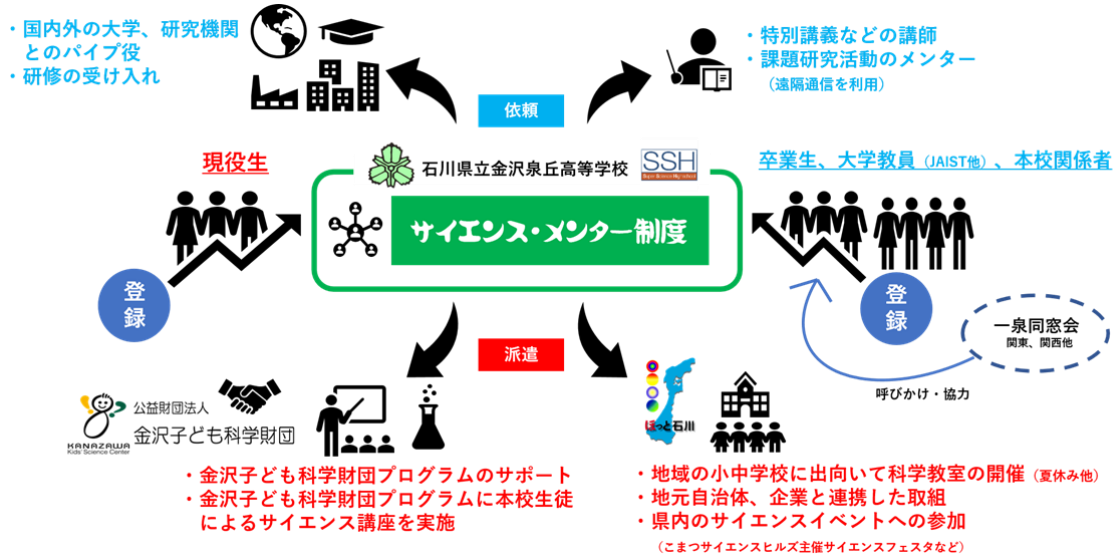 ・国内外の大学、研究機関
とのパイプ役
・研修の受け入れ
・特別講義などの講師
・課題研究活動のメンター
（遠隔通信を利用）
依頼
現役生
石川県立金沢泉丘高等学校
SSH
Super Science High school
卒業生、大学教員（JAIST他）、本校関係者
サイエンス・メンター制度
登録
登録
一泉同窓会
関東、関西他
呼びかけ・協力
派遣
KANAZAWA
Kids' Science Center
公益財団法人
金沢子ども科学財団
ほっと石川
・金沢子ども科学財団プログラムのサポート
・金沢子ども科学財団プログラムに本校生徒
によるサイエンス講座を実施
・地域の小中学校に出向いて科学教室の開催（夏休み他）
・地元自治体、企業と連携した取組
・県内のサイエンスイベントへの参加
（こまつサイエンスヒルズ主催サイエンスフェスタなど）